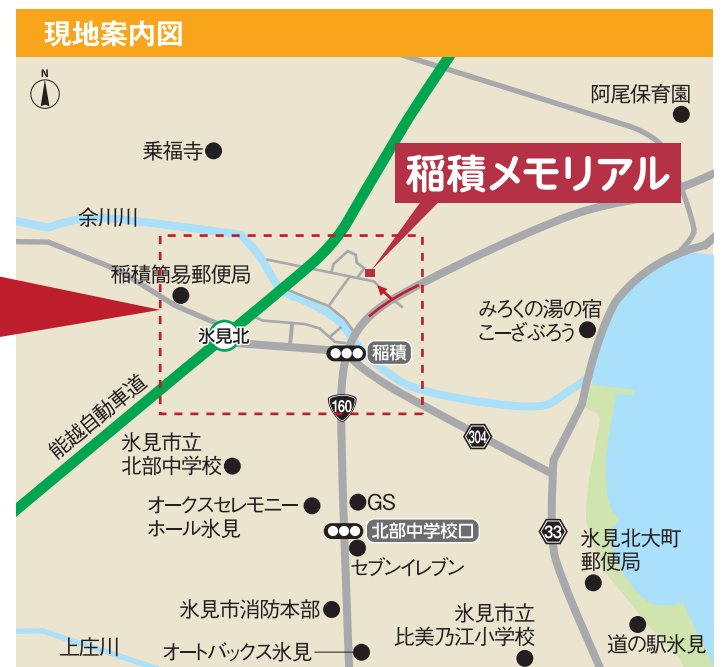 現地案内図
N
阿尾保育園
乗福寺
稲積メモリアル
余川川
稲積簡易郵便局
みろくの湯の宿
こーざぶろう
氷見北
稲積
能越自動車道
160
304
氷見市立
北部中学校
オークスセレモニー
ホール氷見
GS
北部中学校口
33
セブンイレブン
氷見北大町
郵便局
氷見市消防本部
氷見市立
比美乃江小学校
道の駅氷見
上庄川
オートバックス氷見